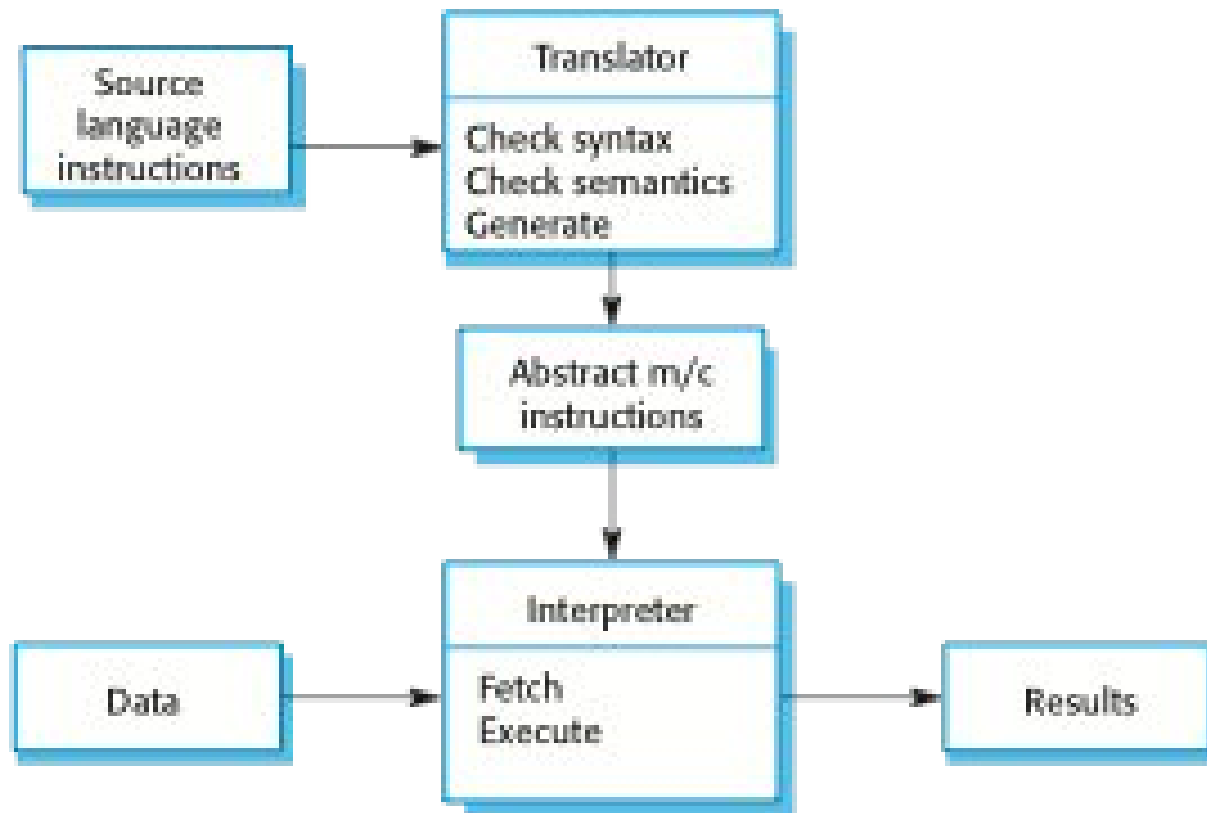 Source
language
instructions
Translator
Check syntax
Check semantics
Generate
Abstract m/c
instructions
Interpreter
Fetch
Execute
Data
Results